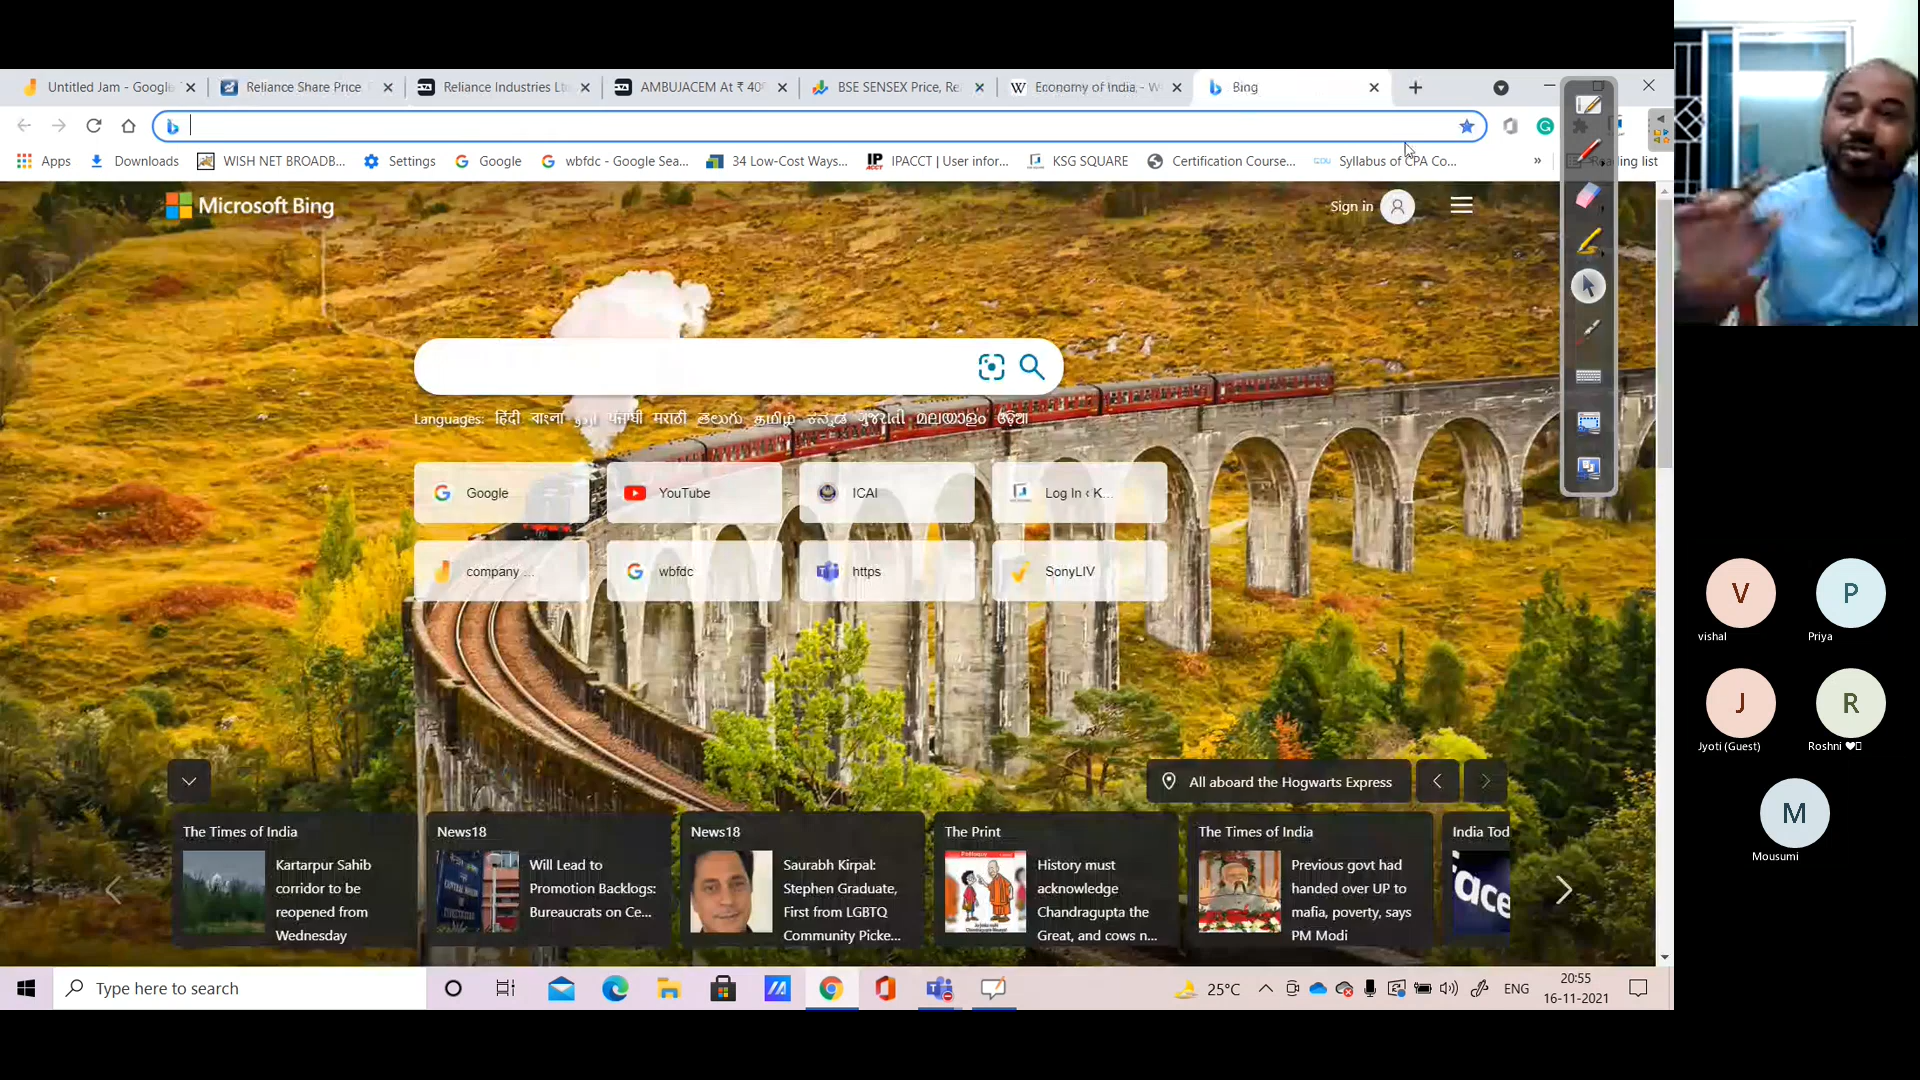 Untitled Jam - Google
Reliance Share Price
Reliance Industries Lt
AMBUJACEM At ₹ 40
BSE SENSEX Price, Re
Economy of India - W
Bing
Apps
Downloads
WISH NET BROADB...
Settings
Google
wbfdc - Google Sea...
34 Low-Cost Ways...
IPACCT | User infor...
KSG SQUARE
Certification Course...
Syllabus of CPA Co...
»
Reading list
Microsoft Bing
Sign in
Languages: हिंदी বাংলা اردو ਪੰਜਾਬੀ मराठी తెలుగు தமிழ் ಕನ್ನಡ ગુજરાતી മലയാളം ଓଡ଼ିଆ
Google
YouTube
ICAI
Log In ‹ K...
company ...
wbfdc
https
SonyLIV
All aboard the Hogwarts Express
The Times of India
Kartarpur Sahib
corridor to be
reopened from
Wednesday
News18
Will Lead to
Promotion Backlogs:
Bureaucrats on Ce...
News18
Saurabh Kirpal:
Stephen Graduate,
First from LGBTQ
Community Picke...
The Print
History must
acknowledge
Chandragupta the
Great, and cows n...
The Times of India
Previous govt had
handed over UP to
mafia, poverty, says
PM Modi
India Tod
Type here to search
25°C
ENG
20:55
16-11-2021
V
vishal
P
Priya
J
Jyoti (Guest)
R
Roshni ❤
M
Mousumi